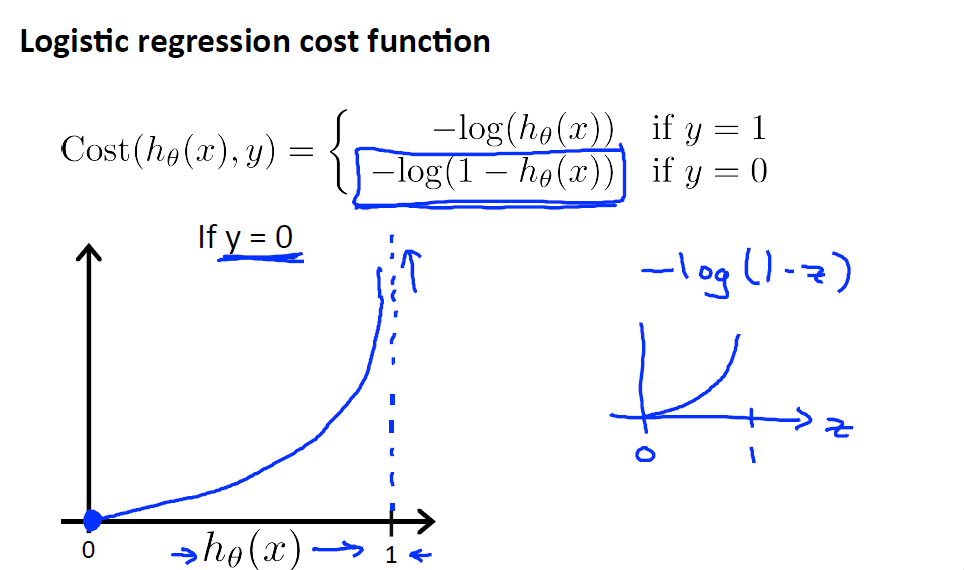 Logistic regression cost function
Cost(hθ(x), y) = { −log(hθ(x)) if y = 1
−log(1 − hθ(x)) if y = 0
If y = 0
−log(1-z)
z
0 1
0 hθ(x) 1